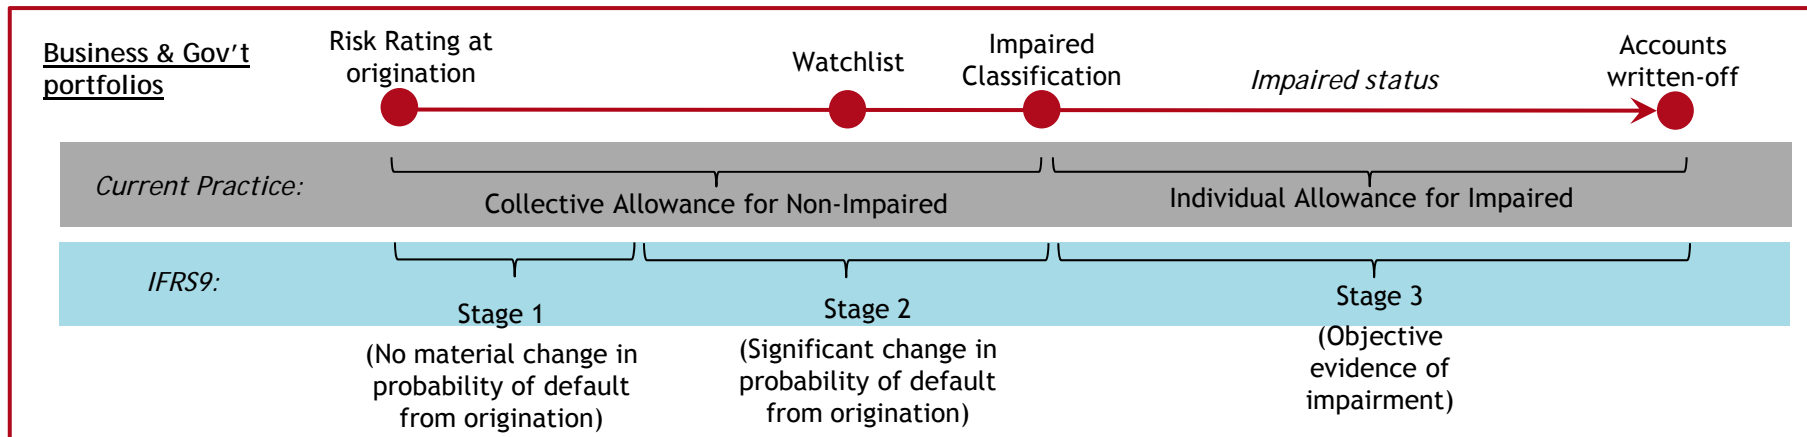 Business & Gov't
portfolios
Risk Rating at
origination
Watchlist
Impaired
Classification
Impaired status
Accounts
written-off
Current Practice:
Collective Allowance for Non-Impaired
Individual Allowance for Impaired
IFRS9:
Stage 1
(No material change in
probability of default
from origination)
Stage 2
(Significant change in
probability of default
from origination)
Stage 3
(Objective
evidence of
impairment)